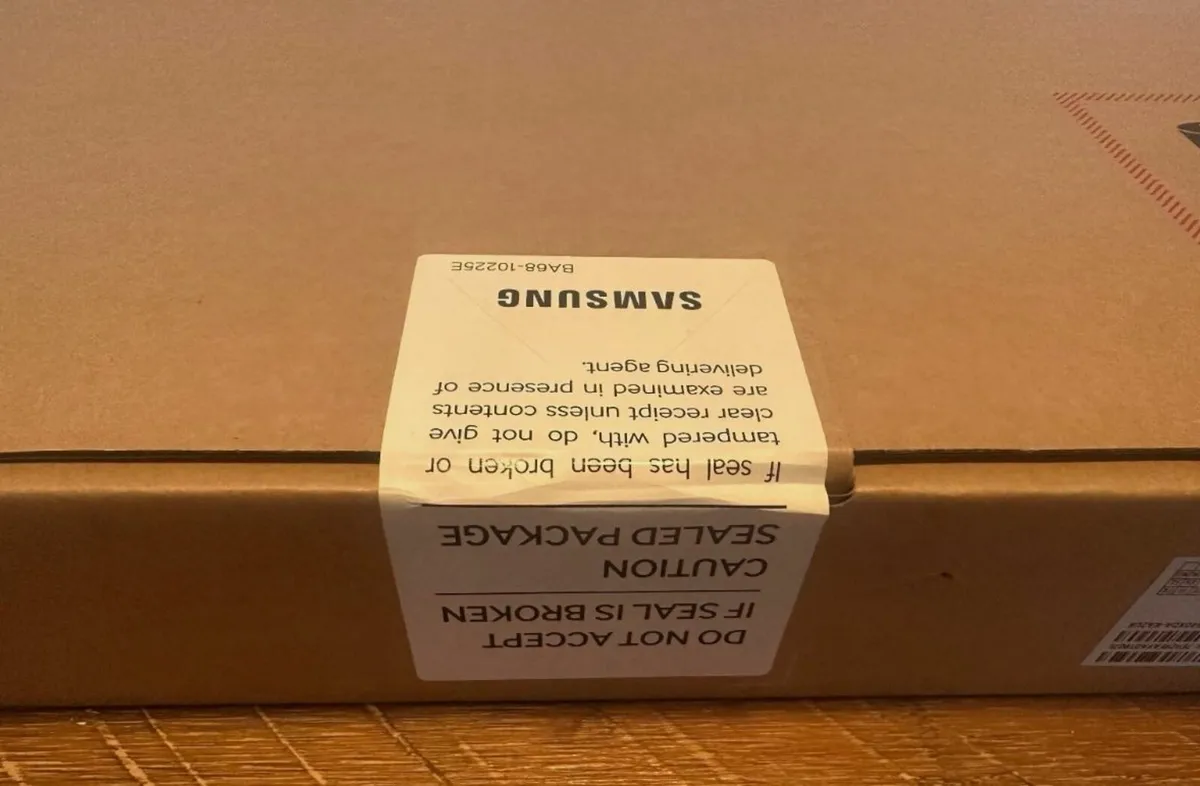 DO NOT ACCEPT
IF SEAL IS BROKEN
CAUTION
SEALED PACKAGE
If seal has been broken or
tampered with, do not give
clear receipt unless contents
are examined in presence of
delivering agent.
SAMSUNG
BA68-10225E